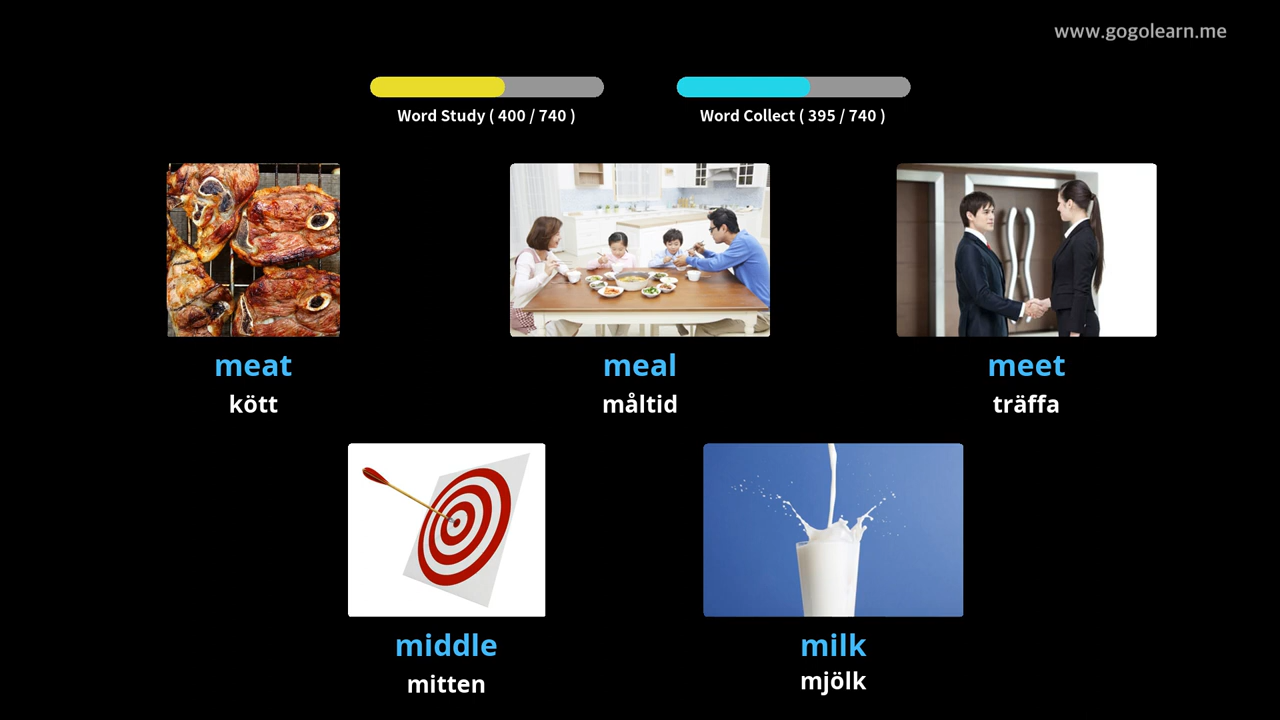 www.gogolearn.me
Word Study ( 400 / 740 )
Word Collect ( 395 / 740 )
meat
kött
meal
måltid
meet
träffa
middle
mitten
milk
mjölk